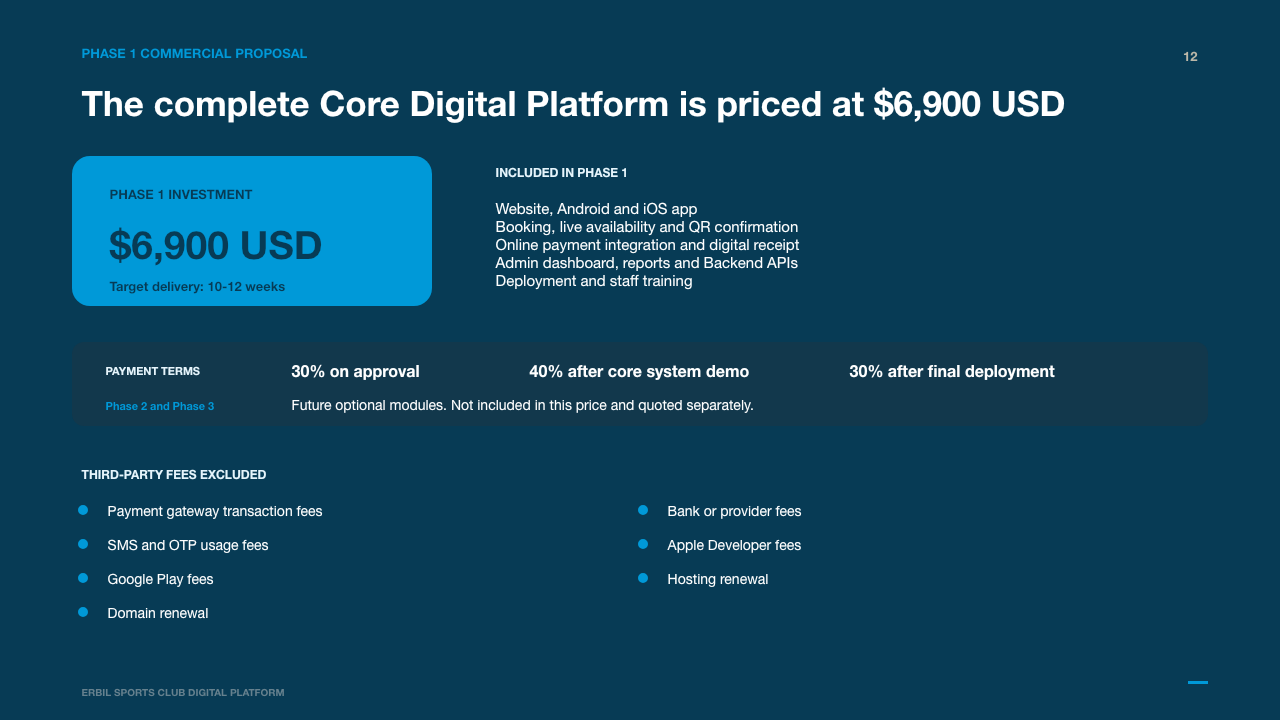 PHASE 1 COMMERCIAL PROPOSAL
12
The complete Core Digital Platform is priced at $6,900 USD
PHASE 1 INVESTMENT
$6,900 USD
Target delivery: 10-12 weeks
INCLUDED IN PHASE 1
Website, Android and iOS app
Booking, live availability and QR confirmation
Online payment integration and digital receipt
Admin dashboard, reports and Backend APIs
Deployment and staff training
PAYMENT TERMS
30% on approval
40% after core system demo
30% after final deployment
Phase 2 and Phase 3
Future optional modules. Not included in this price and quoted separately.
THIRD-PARTY FEES EXCLUDED
Payment gateway transaction fees
SMS and OTP usage fees
Google Play fees
Domain renewal
Bank or provider fees
Apple Developer fees
Hosting renewal
ERBIL SPORTS CLUB DIGITAL PLATFORM